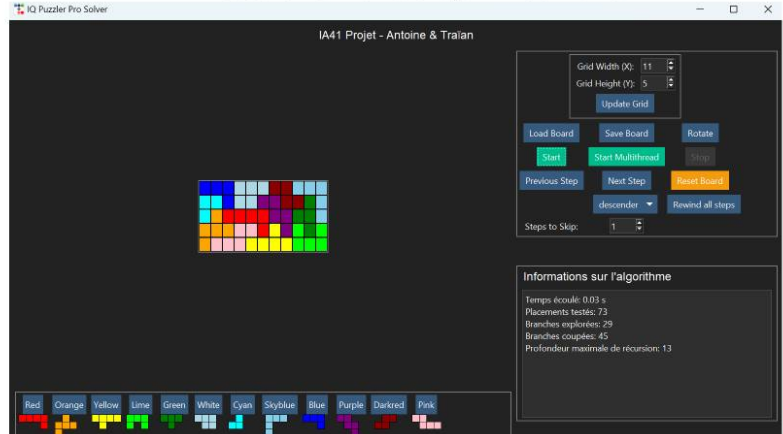 IQ Puzzler Pro Solver
IA41 Projet - Antoine & Traïan
Grid Width (X): 11
Grid Height (Y): 5
Update Grid
Load Board Save Board Rotate
Start Start Multithread Stop
Previous Step Next Step Reset Board
descender Rewind all steps
Steps to Skip: 1
Informations sur l'algorithme
Temps écoulé: 0.03 s
Placements testés: 73
Branches explorées: 29
Branches coupées: 45
Profondeur maximale de récursion: 13
Red Orange Yellow Lime Green White Cyan Skyblue Blue Purple Darkred Pink